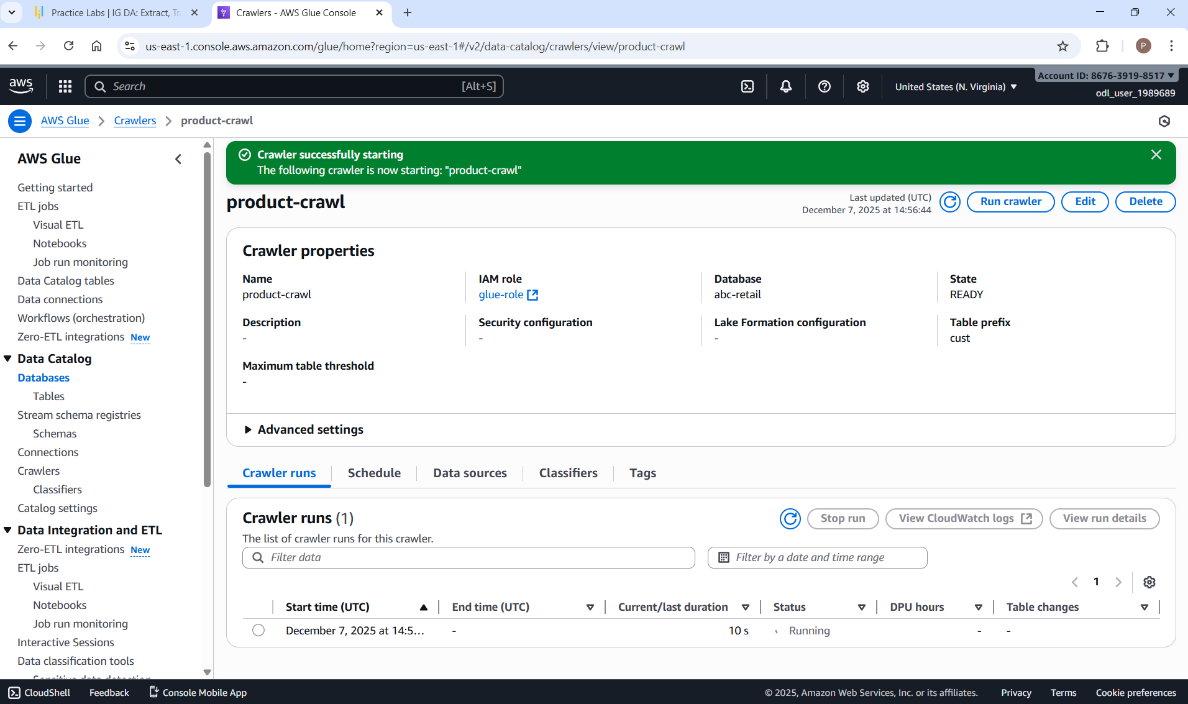 Practice Labs | IG DA: Extract, Tr
Crawlers - AWS Glue Console
us-east-1.console.aws.amazon.com/glue/home?region=us-east-1#/v2/data-catalog/crawlers/view/product-crawl
P
aws
Search
[Alt+S]
United States (N. Virginia)
Account ID: 8676-3919-8517
odl_user_1989689
AWS Glue
Crawlers
product-crawl
AWS Glue
Getting started
ETL jobs
Visual ETL
Notebooks
Job run monitoring
Data Catalog tables
Data connections
Workflows (orchestration)
Zero-ETL integrations New
Data Catalog
Databases
Tables
Stream schema registries
Schemas
Connections
Crawlers
Classifiers
Catalog settings
Data Integration and ETL
Zero-ETL integrations New
ETL jobs
Visual ETL
Notebooks
Job run monitoring
Interactive Sessions
Data classification tools
Sensitive data detection
Crawler successfully starting
The following crawler is now starting: "product-crawl"
product-crawl
Last updated (UTC)
December 7, 2025 at 14:56:44
Run crawler
Edit
Delete
Crawler properties
Name
product-crawl
IAM role
glue-role
Database
abc-retail
State
READY
Description
-
Security configuration
-
Lake Formation configuration
-
Table prefix
cust
Maximum table threshold
-
Advanced settings
Crawler runs
Schedule
Data sources
Classifiers
Tags
Crawler runs (1)
The list of crawler runs for this crawler.
Stop run
View CloudWatch logs
View run details
Filter data
Filter by a date and time range
1
Start time (UTC)
End time (UTC)
Current/last duration
Status
DPU hours
Table changes
December 7, 2025 at 14:5...
-
10 s
Running
-
-
CloudShell
Feedback
Console Mobile App
© 2025, Amazon Web Services, Inc. or its affiliates.
Privacy
Terms
Cookie preferences